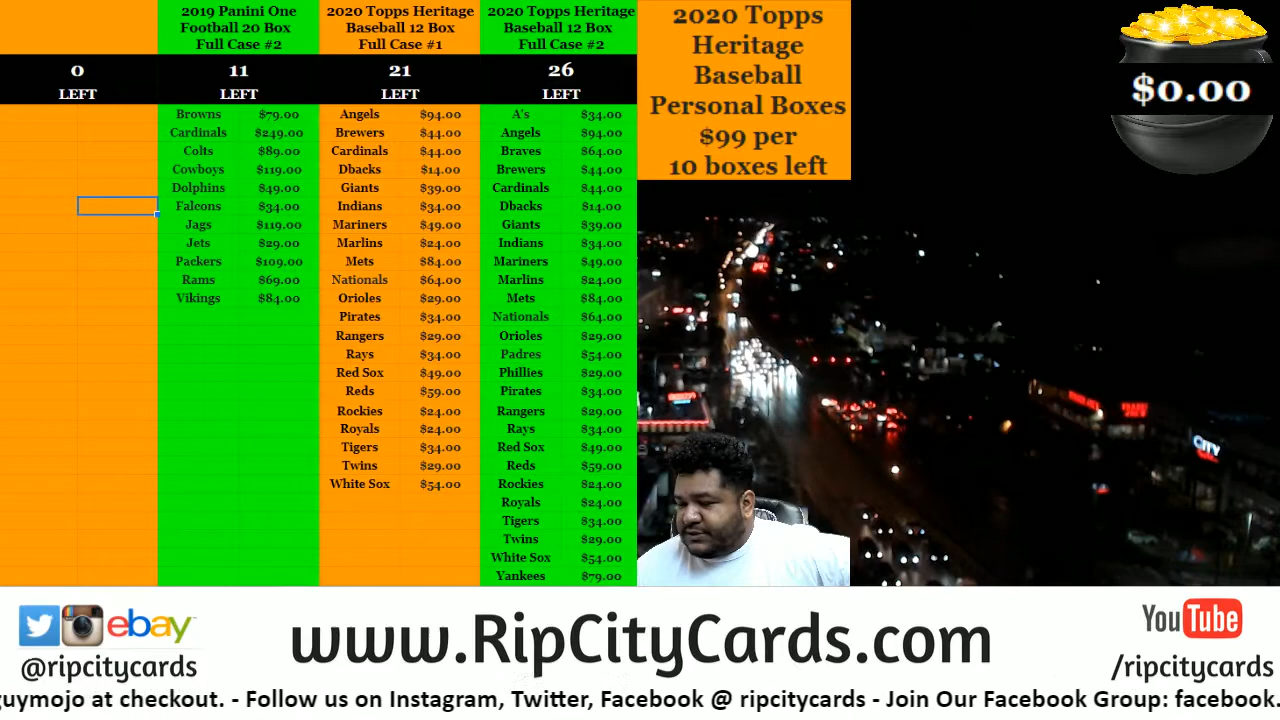 2019 Panini One
Football 20 Box
Full Case #2
2020 Topps Heritage
Baseball 12 Box
Full Case #1
2020 Topps Heritage
Baseball 12 Box
Full Case #2
0
LEFT
11
LEFT
21
LEFT
26
LEFT
Browns $79.00
Cardinals $249.00
Colts $89.00
Cowboys $119.00
Dolphins $49.00
Falcons $34.00
Jags $119.00
Jets $29.00
Packers $109.00
Rams $69.00
Vikings $84.00
Angels $94.00
Brewers $44.00
Cardinals $44.00
Dbacks $14.00
Giants $39.00
Indians $34.00
Mariners $49.00
Marlins $24.00
Mets $84.00
Nationals $64.00
Orioles $29.00
Pirates $34.00
Rangers $29.00
Rays $34.00
Red Sox $49.00
Reds $59.00
Rockies $24.00
Royals $24.00
Tigers $34.00
Twins $29.00
White Sox $54.00
A's $34.00
Angels $94.00
Braves $64.00
Brewers $44.00
Cardinals $44.00
Dbacks $14.00
Giants $39.00
Indians $34.00
Mariners $49.00
Marlins $24.00
Mets $84.00
Nationals $64.00
Orioles $29.00
Padres $54.00
Phillies $29.00
Pirates $34.00
Rangers $29.00
Rays $34.00
Red Sox $49.00
Reds $59.00
Rockies $24.00
Royals $24.00
Tigers $34.00
Twins $29.00
White Sox $54.00
Yankees $79.00
2020 Topps
Heritage
Baseball
Personal Boxes
$99 per
10 boxes left
$0.00
CITY
ebay
@ripcitycards
www.RipCityCards.com
YouTube
/ripcitycards
guymojo at checkout. - Follow us on Instagram, Twitter, Facebook @ ripcitycards - Join Our Facebook Group: facebook.